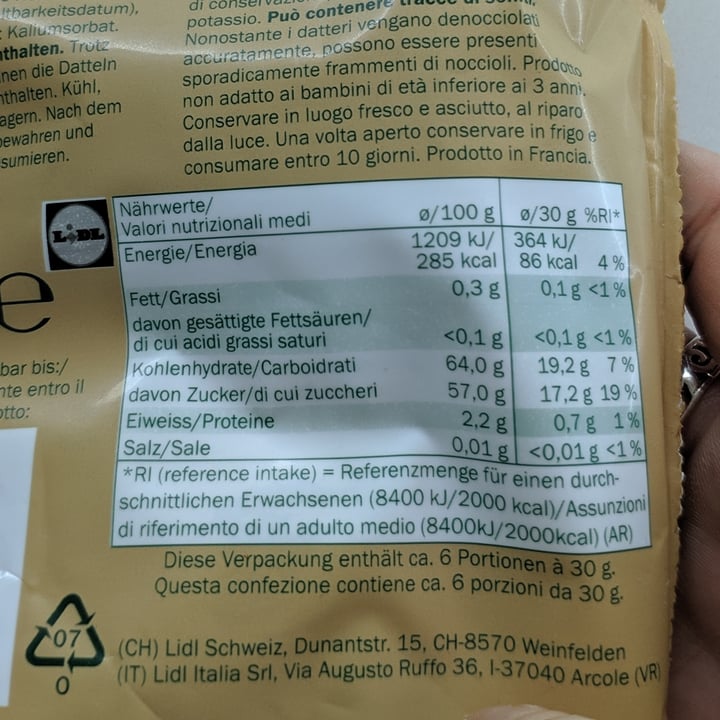 ltbarkeitsdatum),
Kaliumsorbat.
nthalten. Trotz
nen die Datteln
nthalten. Kühl,
agern. Nach dem
bewahren und
sumieren.
di
potassio. Può contenere tracce di
Nonostante i datteri vengano denocciolati
accuratamente, possono essere presenti
sporadicamente frammenti di noccioli. Prodotto
non adatto ai bambini di età inferiore ai 3 anni.
Conservare in luogo fresco e asciutto, al riparo
dalla luce. Una volta aperto conservare in frigo e
consumare entro 10 giorni. Prodotto in Francia.
LIDL
e
bar bis:/
nte entro il
otto:
Nährwerte/
Valori nutrizionali medi ø/100 g ø/30 g %RI*
Energie/Energia 1209 kJ/ 364 kJ/
285 kcal 86 kcal 4%
Fett/Grassi 0,3 g 0,1 g <1%
davon gesättigte Fettsäuren/
di cui acidi grassi saturi <0,1 g <0,1 g <1%
Kohlenhydrate/Carboidrati 64,0 g 19,2 g 7%
davon Zucker/di cui zuccheri 57,0 g 17,2 g 19%
Eiweiss/Proteine 2,2 g 0,7 g 1%
Salz/Sale 0,01 g <0,01 g <1%
*RI (reference intake) = Referenzmenge für einen durch-
schnittlichen Erwachsenen (8400 kJ/2000 kcal)/Assunzioni
di riferimento di un adulto medio (8400kJ/2000kcal) (AR)
Diese Verpackung enthält ca. 6 Portionen à 30 g.
Questa confezione contiene ca. 6 porzioni da 30 g.
07
O
(CH) Lidl Schweiz, Dunantstr. 15, CH-8570 Weinfelden
(IT) Lidl Italia Srl, Via Augusto Ruffo 36, I-37040 Arcole (VR)